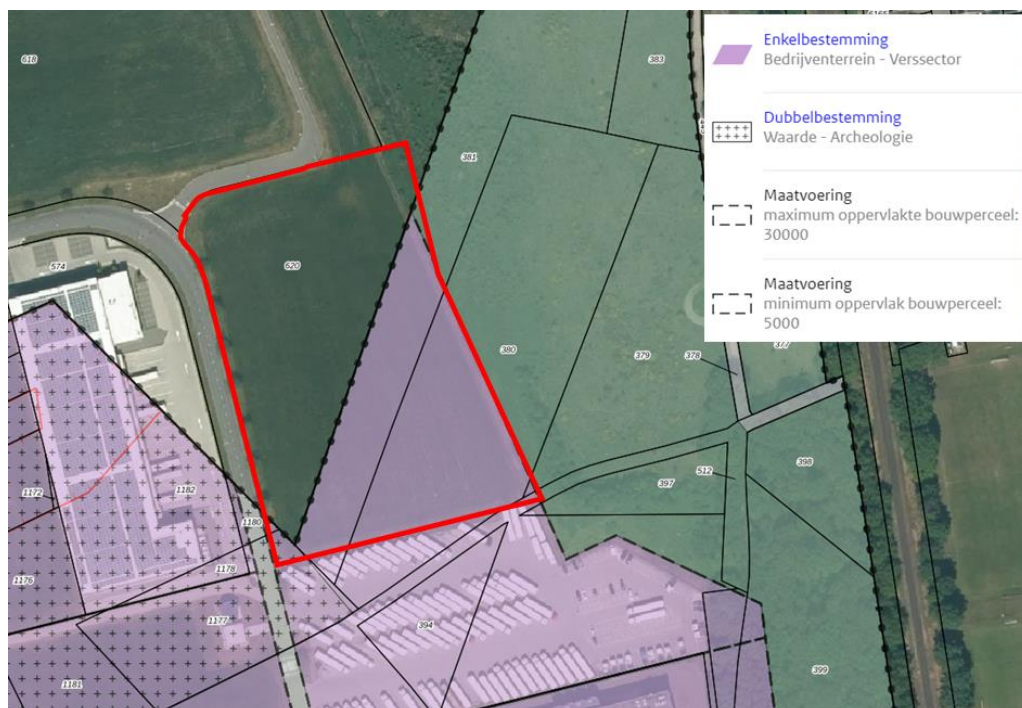 618
383
381
574
620
380
379
378
1172
1182
1180
512
397
398
1176
1178
1177
394
1181
399
Enkelbestemming
Bedrijventerrein - Verssector
Dubbelbestemming
Waarde - Archeologie
Maatvoering
maximum oppervlakte bouwperceel:
30000
Maatvoering
minimum oppervlak bouwperceel:
5000